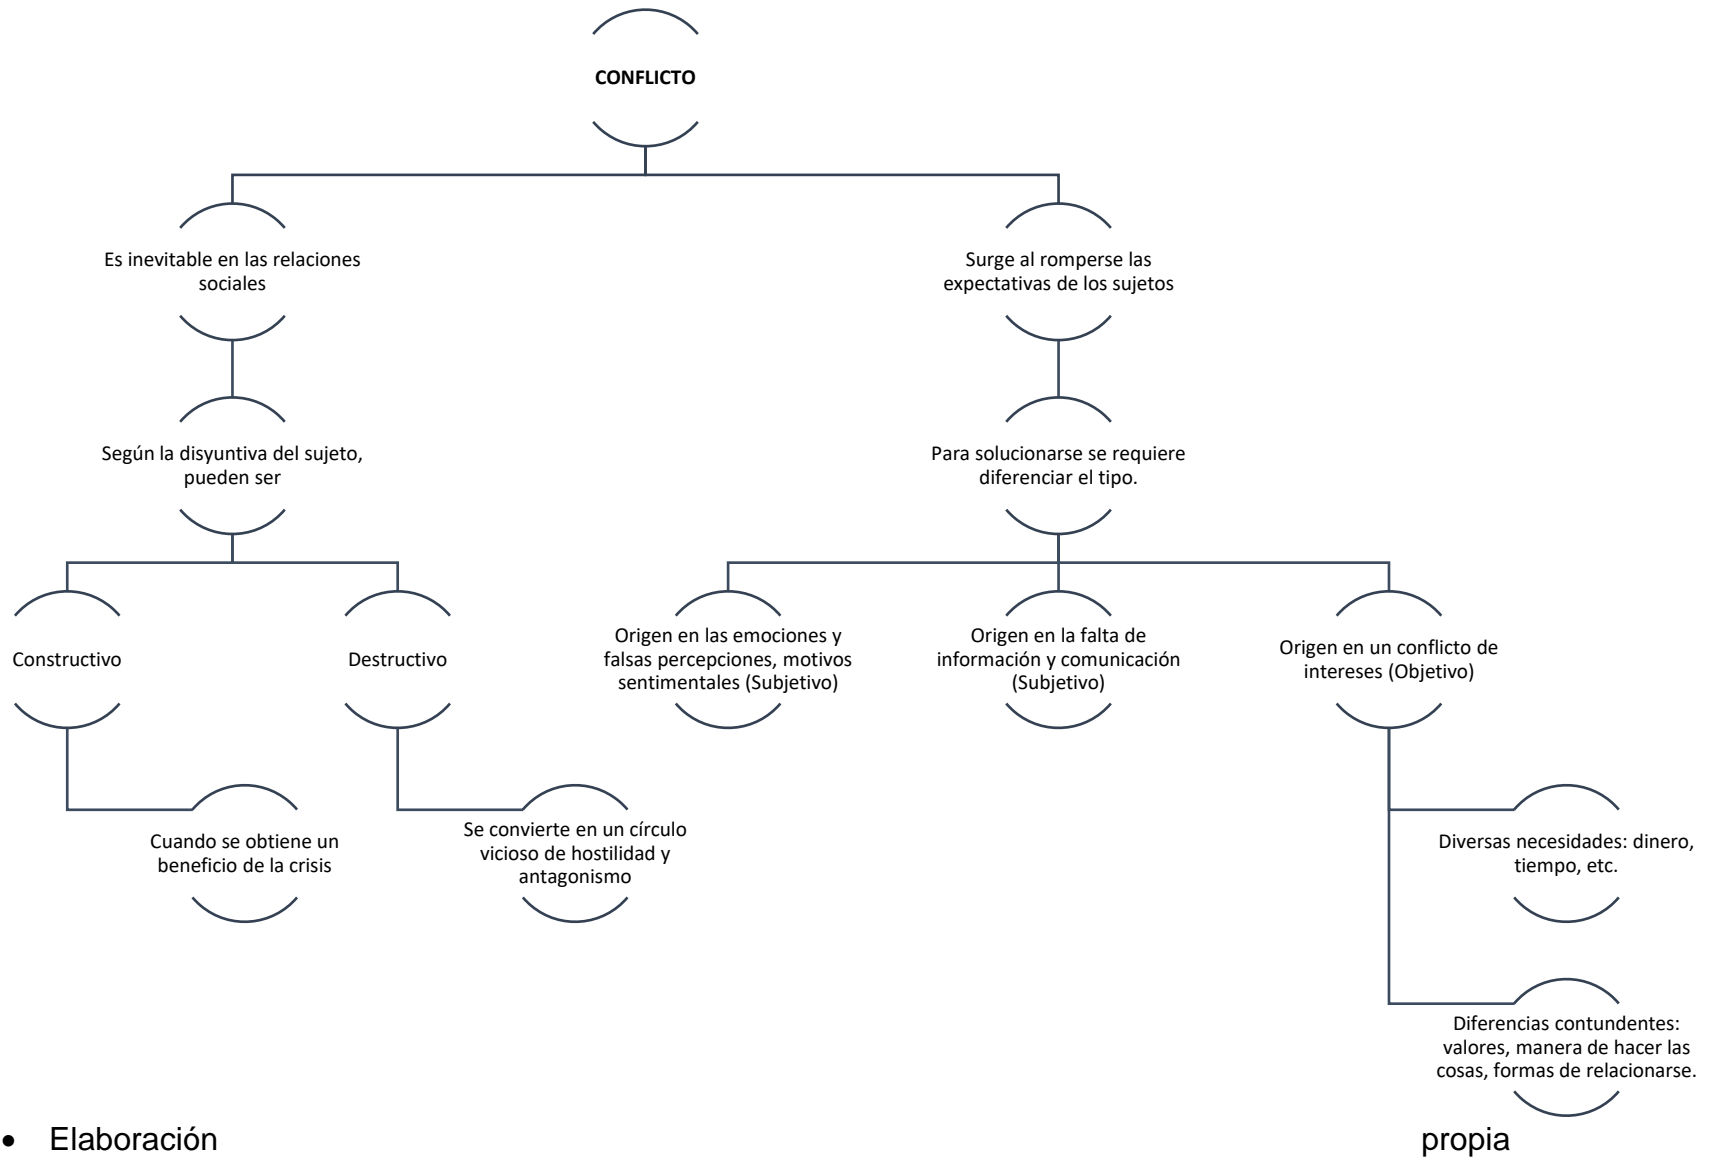 CONFLICTO
Es inevitable en las relaciones
sociales
Surge al romperse las
expectativas de los sujetos
Según la disyuntiva del sujeto,
pueden ser
Para solucionarse se requiere
diferenciar el tipo.
Constructivo
Destructivo
Origen en las emociones y
falsas percepciones, motivos
sentimentales (Subjetivo)
Origen en la falta de
información y comunicación
(Subjetivo)
Origen en un conflicto de
intereses (Objetivo)
Cuando se obtiene un
beneficio de la crisis
Se convierte en un círculo
vicioso de hostilidad y
antagonismo
Diversas necesidades: dinero,
tiempo, etc.
Diferencias contundentes:
valores, manera de hacer las
cosas, formas de relacionarse.
• Elaboración propia